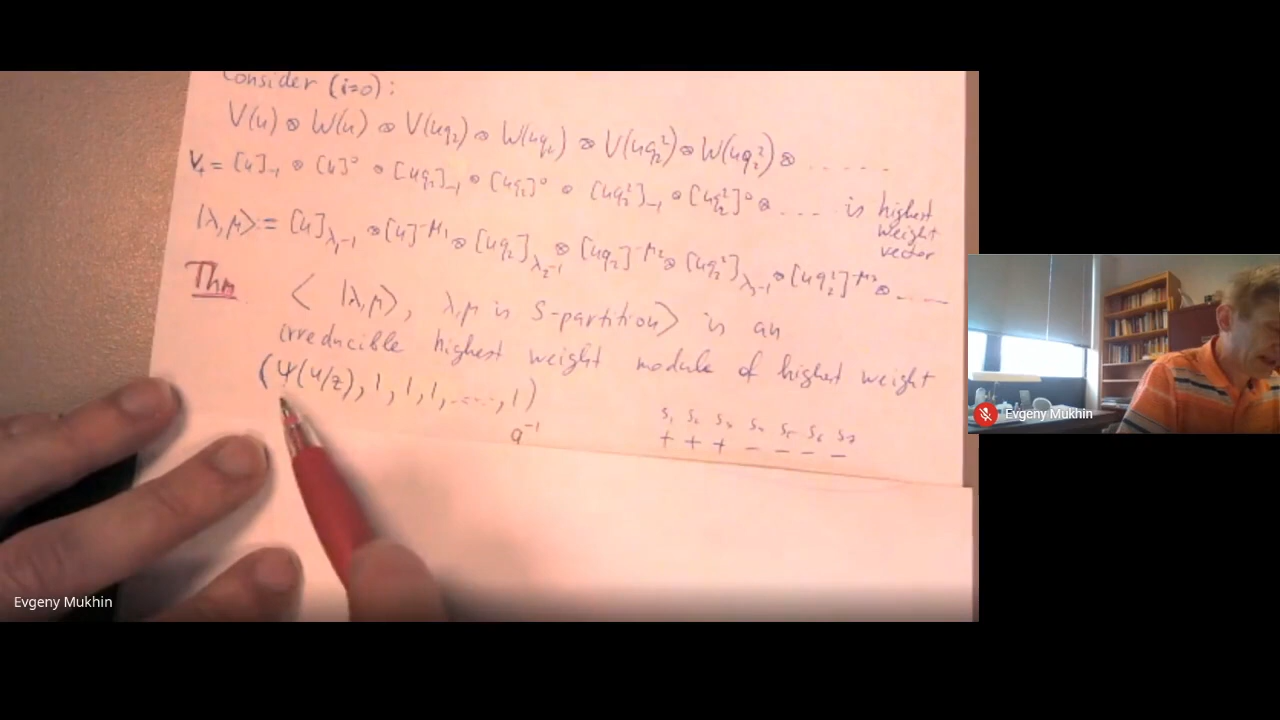 Consider (i=0):
V(u) ⊗ W(u) ⊗ V(uq₂) ⊗ W(uq₂) ⊗ V(uq₂²) ⊗ W(uq₂²) ⊗ ......
V₊ = [u]₋₁ ⊗ [u]⁰ ⊗ [uq₂]₋₁ ⊗ [uq₂]⁰ ⊗ [uq₂²]₋₁ ⊗ [uq₂²]⁰ ⊗ .... is highest
weight
vector
|λ,μ> := [u]_{λ₁-1} ⊗ [u]^{-μ₁} ⊗ [uq₂]_{λ₂-1} ⊗ [uq₂]^{-μ₂} ⊗ [uq₂²]_{λ₃-1} ⊗ [uq₂²]^{-μ₃} ⊗ ......
Thm < |λ,μ>, λ,μ is S-partition> is an
irreducible highest weight module of highest weight
(Ψ(u/z), 1, 1, 1, ....., 1)
q⁻¹
s₁ s₂ s₃ s₄ s₅ s₆ s₇
+ + + − − − −
Evgeny Mukhin
Evgeny Mukhin